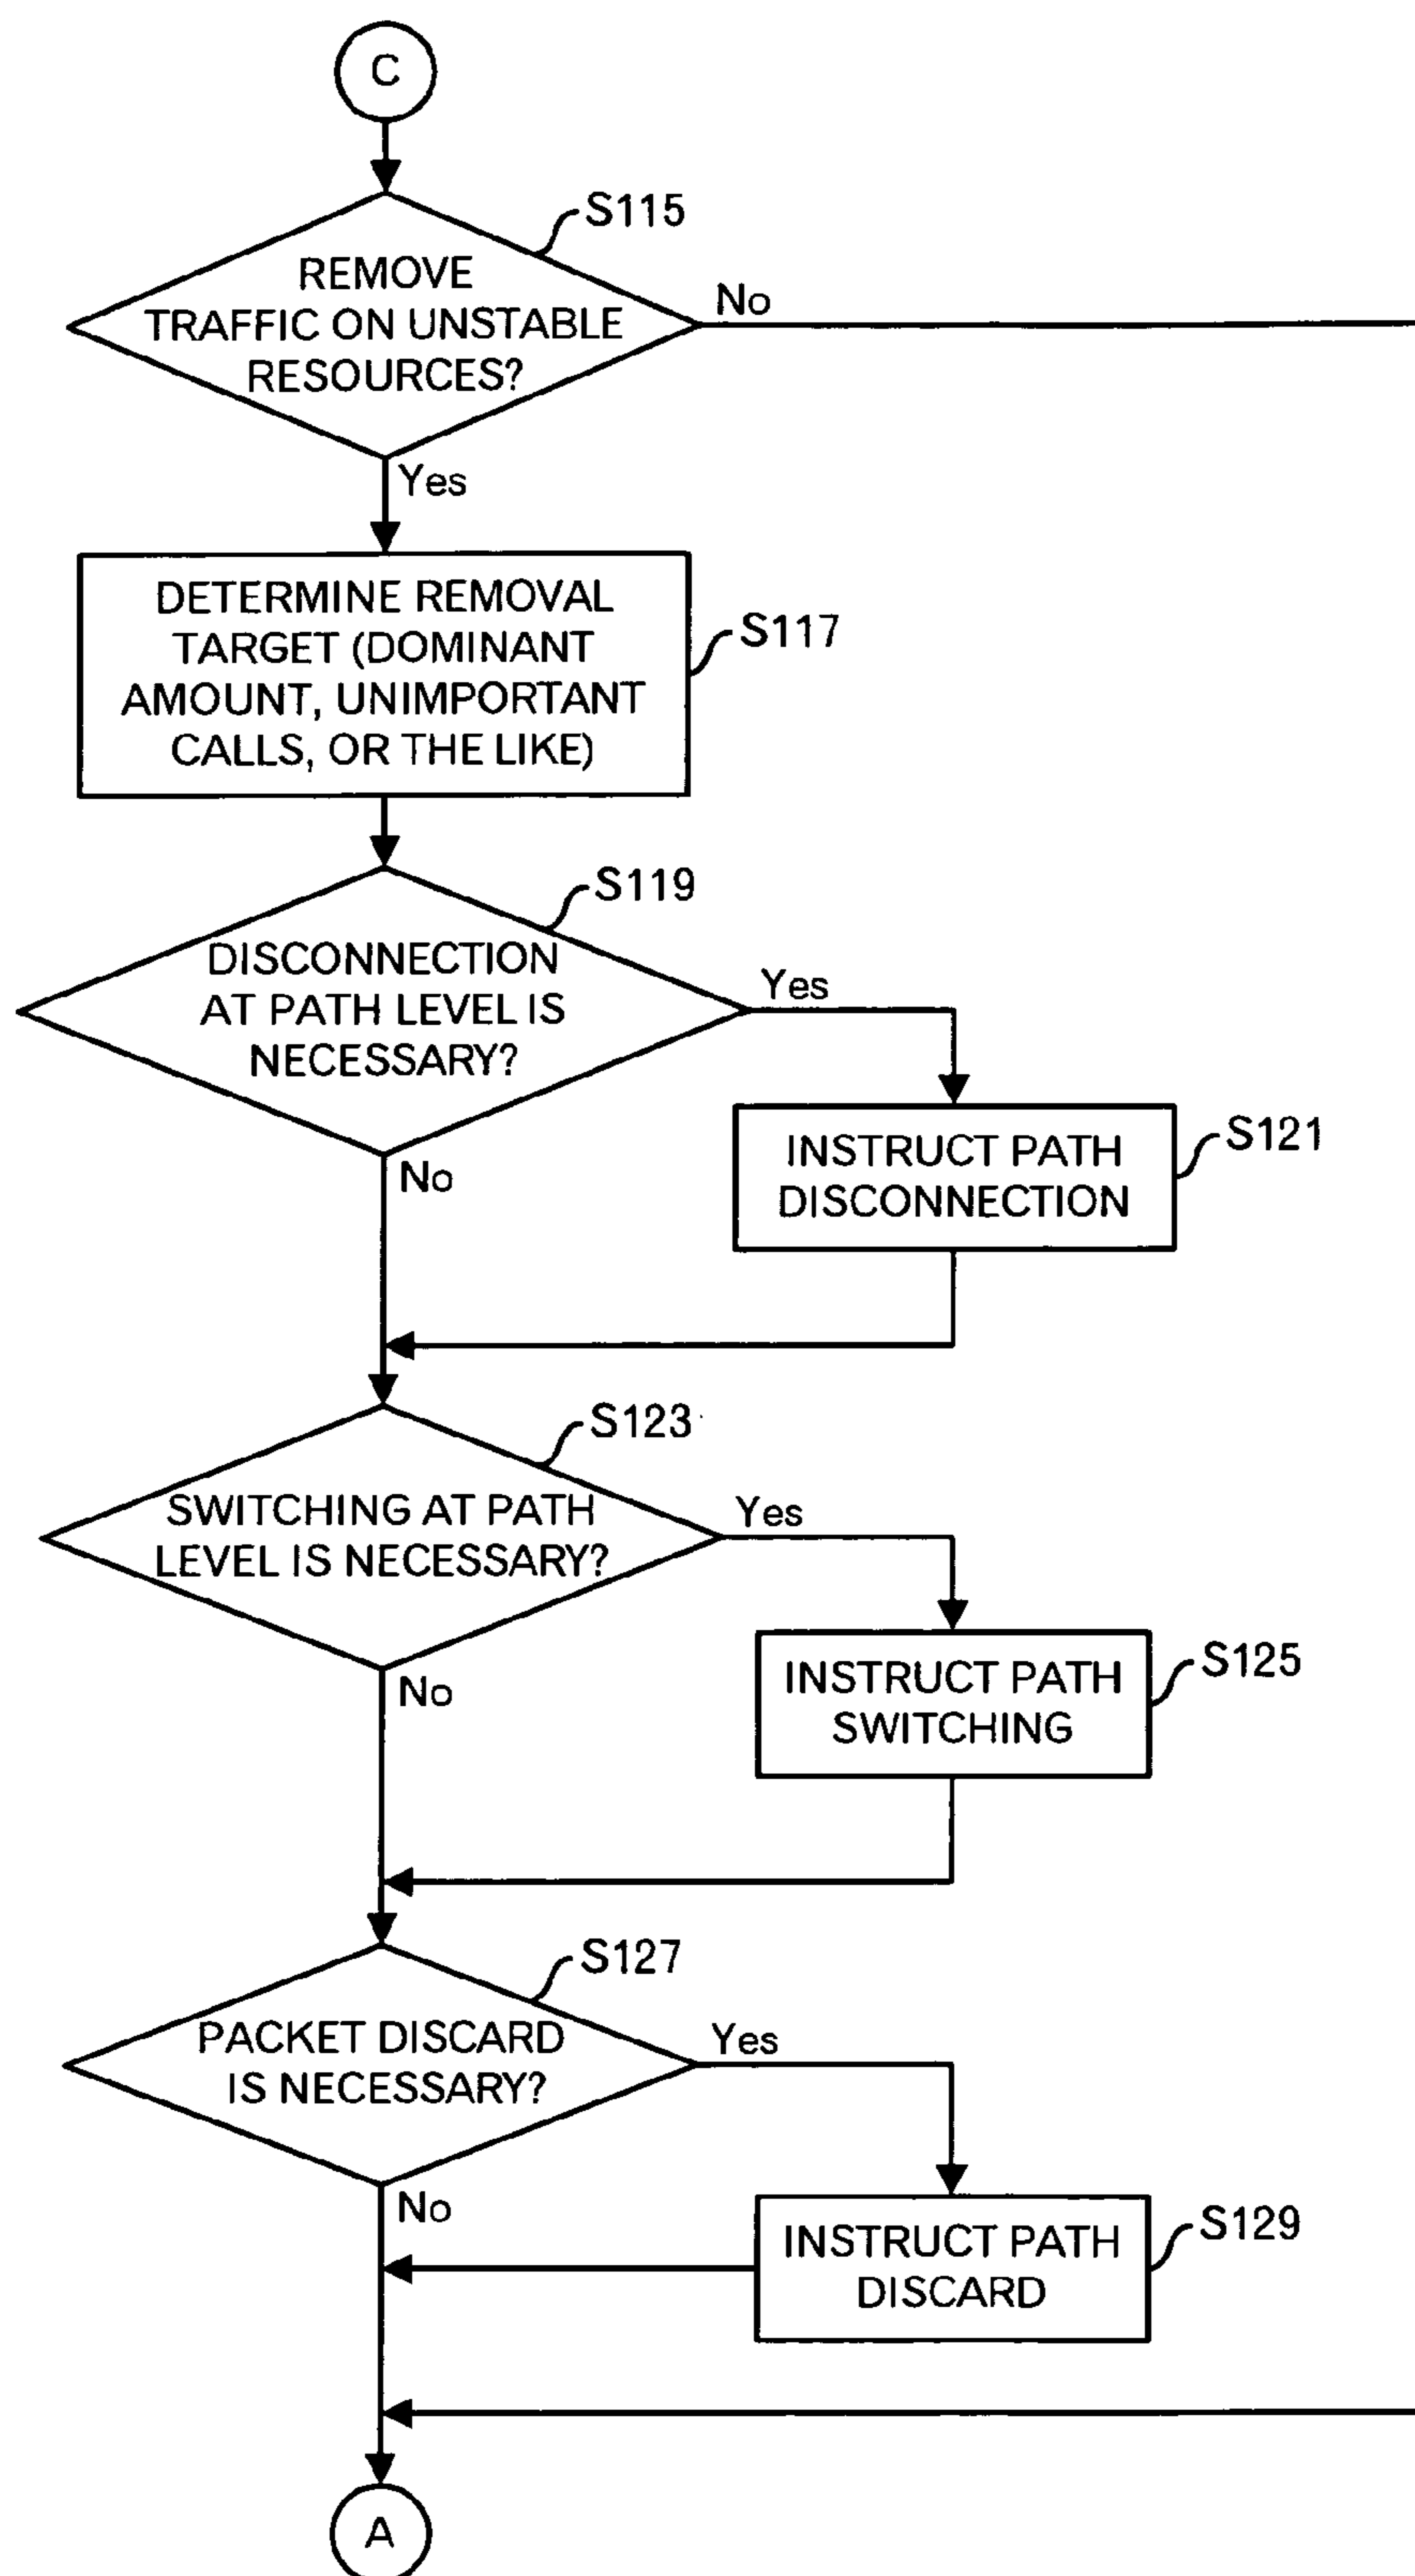 C
S115
REMOVE
TRAFFIC ON UNSTABLE
RESOURCES?
No
Yes
DETERMINE REMOVAL
TARGET (DOMINANT
AMOUNT, UNIMPORTANT
CALLS, OR THE LIKE)
S117
S119
DISCONNECTION
AT PATH LEVEL IS
NECESSARY?
Yes
No
INSTRUCT PATH
DISCONNECTION
S121
S123
SWITCHING AT PATH
LEVEL IS NECESSARY?
Yes
No
INSTRUCT PATH
SWITCHING
S125
S127
PACKET DISCARD
IS NECESSARY?
Yes
No
INSTRUCT PATH
DISCARD
S129
A